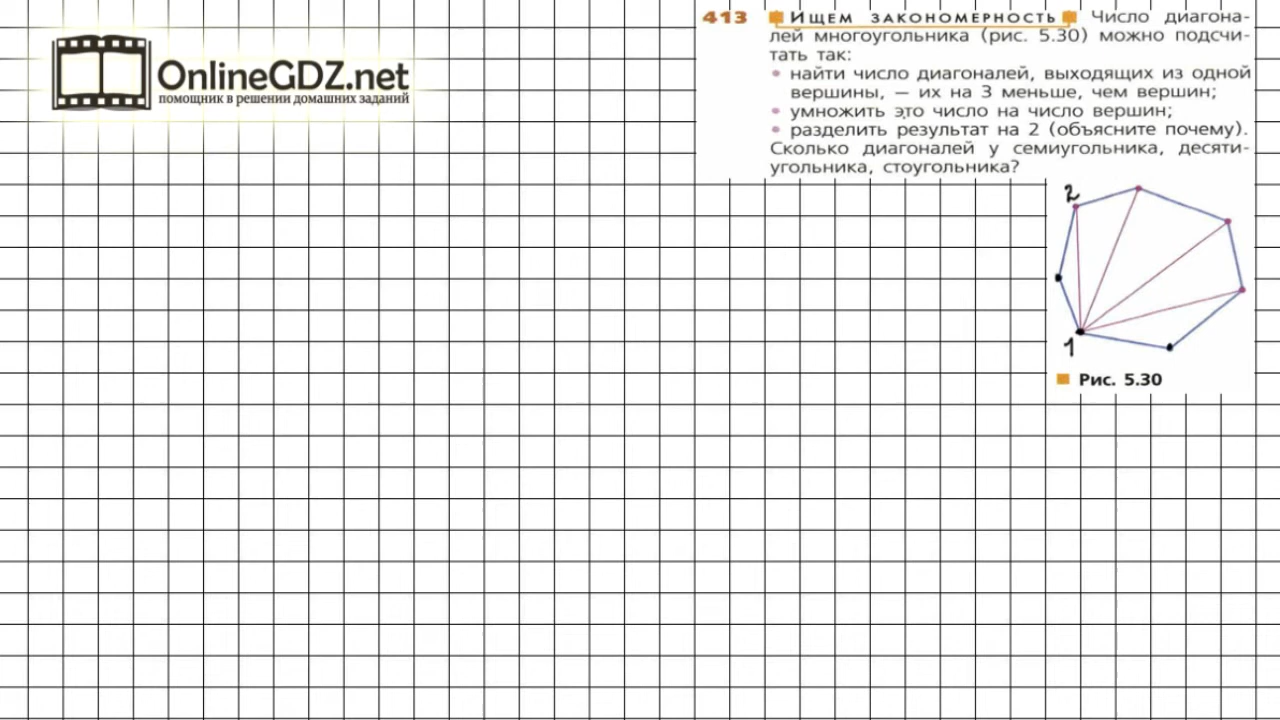 OnlineGDZ.net
помощник в решении домашних заданий
413 Ищем закономерность Число диагона-
лей многоугольника (рис. 5.30) можно подсчи-
тать так:
• найти число диагоналей, выходящих из одной
вершины, — их на 3 меньше, чем вершин;
• умножить это число на число вершин;
• разделить результат на 2 (объясните почему).
Сколько диагоналей у семиугольника, десяти-
угольника, стоугольника?
2
1
Рис. 5.30